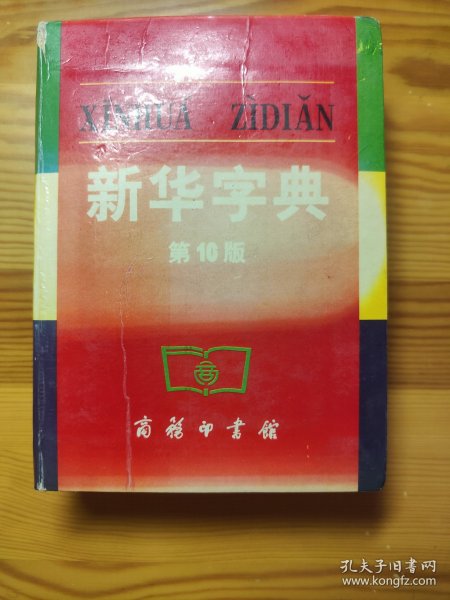 XĪNHUÁ ZÌDIǍN
新华字典
第10版
商务印书馆
孔夫子旧书网
www.kongfz.com